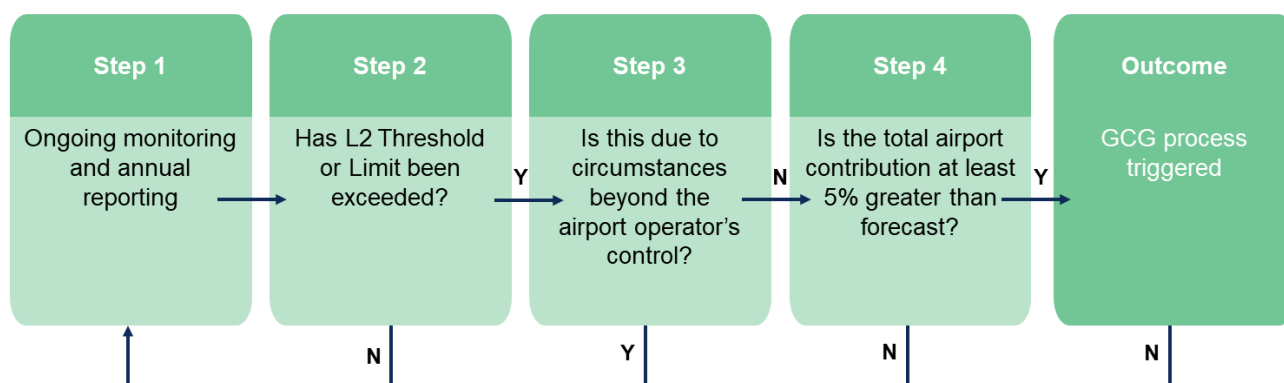 Step 1
Ongoing monitoring
and annual
reporting
Step 2
Has L2 Threshold
or Limit been
exceeded?
Y
N
Step 3
Is this due to
circumstances
beyond the
airport operator's
control?
N
Y
Step 4
Is the total airport
contribution at least
5% greater than
forecast?
Y
N
Outcome
GCG process
triggered
N